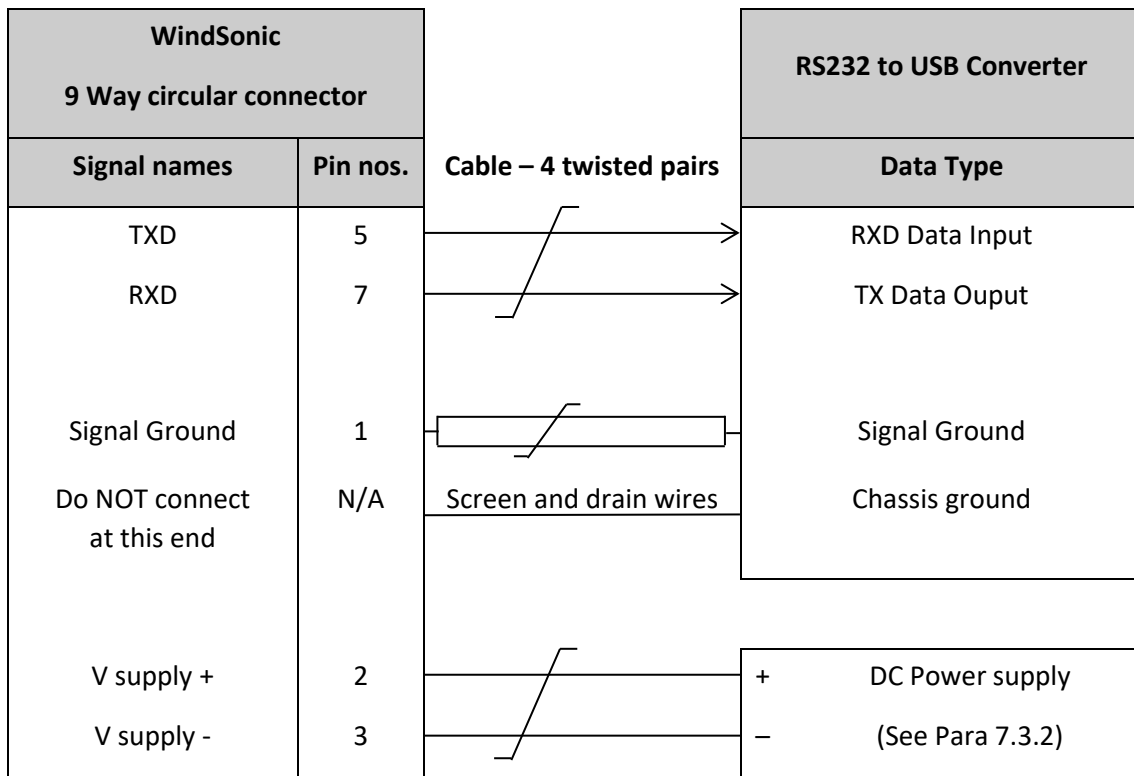 WindSonic
9 Way circular connector
RS232 to USB Converter
Signal names Pin nos. Cable – 4 twisted pairs Data Type
TXD 5 RXD Data Input
RXD 7 TX Data Ouput
Signal Ground 1 Signal Ground
Do NOT connect N/A Screen and drain wires Chassis ground
at this end
V supply + 2 + DC Power supply
V supply - 3 – (See Para 7.3.2)